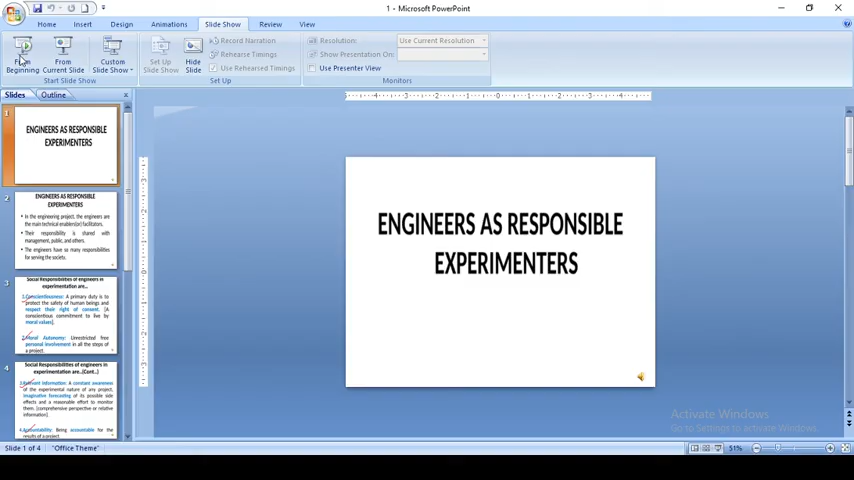 1 - Microsoft PowerPoint
Home Insert Design Animations Slide Show Review View
From Beginning
From Current Slide
Custom Slide Show
Set Up Slide Show
Hide Slide
Record Narration
Rehearse Timings
Use Rehearsed Timings
Resolution: Use Current Resolution
Show Presentation On:
Use Presenter View
Start Slide Show
Set Up
Monitors
Slides Outline
1
ENGINEERS AS RESPONSIBLE
EXPERIMENTERS
2
ENGINEERS AS RESPONSIBLE
EXPERIMENTERS
• In the engineering project, the engineers are
the main technical enablers(or) facilitators.
• Their responsibility is shared with
management, public, and others.
• The engineers have so many responsibilities
for serving the society.
3
Social Responsibilities of engineers in
experimentation are…
1.Conscientiousness: A primary duty is to
protect the safety of human beings and
respect their right of consent. [A
conscientious commitment to live by
moral values].
2.Moral Autonomy: Unrestricted free
personal involvement in all the steps of
a project.
4
Social Responsibilities of engineers in
experimentation are..(Cont..)
3.Relevant Information: A constant awareness
of the experimental nature of any project,
imaginative forecasting of its possible side
effects and a reasonable effort to monitor
them. [comprehensive perspective or relative
information].
4.Accountability: Being accountable for the
results of a project.
ENGINEERS AS RESPONSIBLE
EXPERIMENTERS
Activate Windows
Go to Settings to activate Windows.
Slide 1 of 4 "Office Theme" 51%